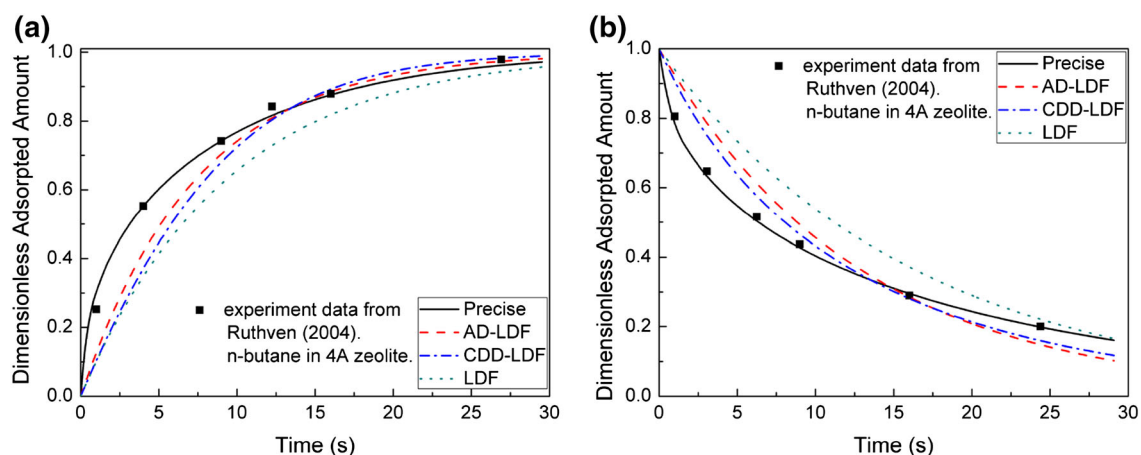 (a)
Dimensionless Adsorpted Amount
1.0
0.8
0.6
0.4
0.2
0.0
0 5 10 15 20 25 30
Time (s)
experiment data from
Ruthven (2004).
n-butane in 4A zeolite.
Precise
AD-LDF
CDD-LDF
LDF
(b)
Dimensionless Adsorpted Amount
1.0
0.8
0.6
0.4
0.2
0.0
0 5 10 15 20 25 30
Time (s)
experiment data from
Ruthven (2004).
n-butane in 4A zeolite.
Precise
AD-LDF
CDD-LDF
LDF